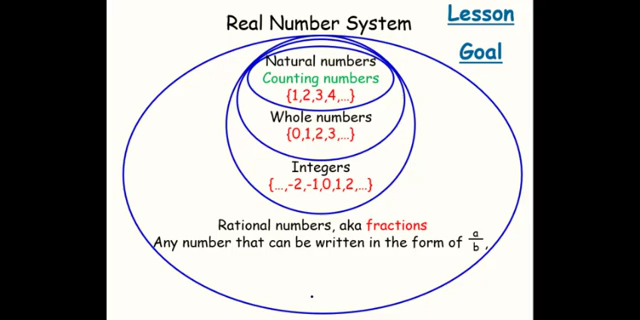 Real Number System
Lesson
Goal
Natural numbers
Counting numbers
{1,2,3,4,...}
Whole numbers
{0,1,2,3,...}
Integers
{...,-2,-1,0,1,2,...}
Rational numbers, aka fractions
Any number that can be written in the form of a/b,